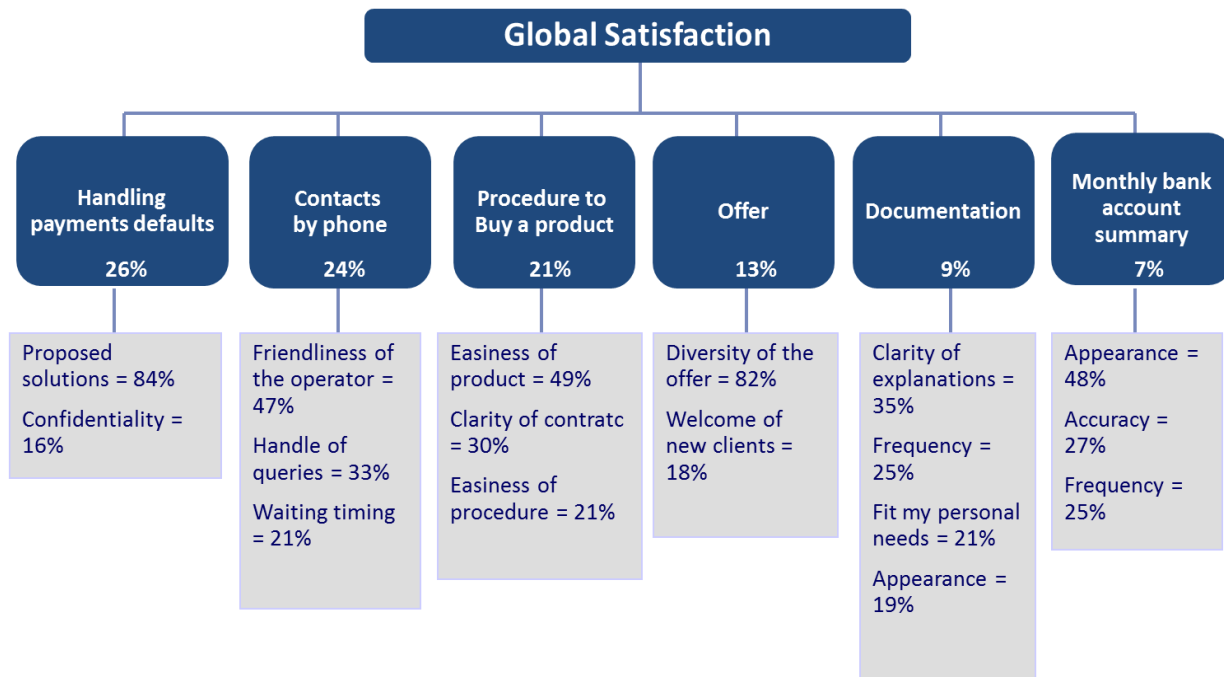 Global Satisfaction
Handling
payments defaults
26%
Contacts
by phone
24%
Procedure to
Buy a product
21%
Offer
13%
Documentation
9%
Monthly bank
account
summary
7%
Proposed
solutions = 84%
Confidentiality =
16%
Friendliness of
the operator =
47%
Handle of
queries = 33%
Waiting timing
= 21%
Easiness of
product = 49%
Clarity of contratc
= 30%
Easiness of
procedure = 21%
Diversity of the
offer = 82%
Welcome of
new clients =
18%
Clarity of
explanations =
35%
Frequency =
25%
Fit my personal
needs = 21%
Appearance =
19%
Appearance =
48%
Accuracy =
27%
Frequency =
25%